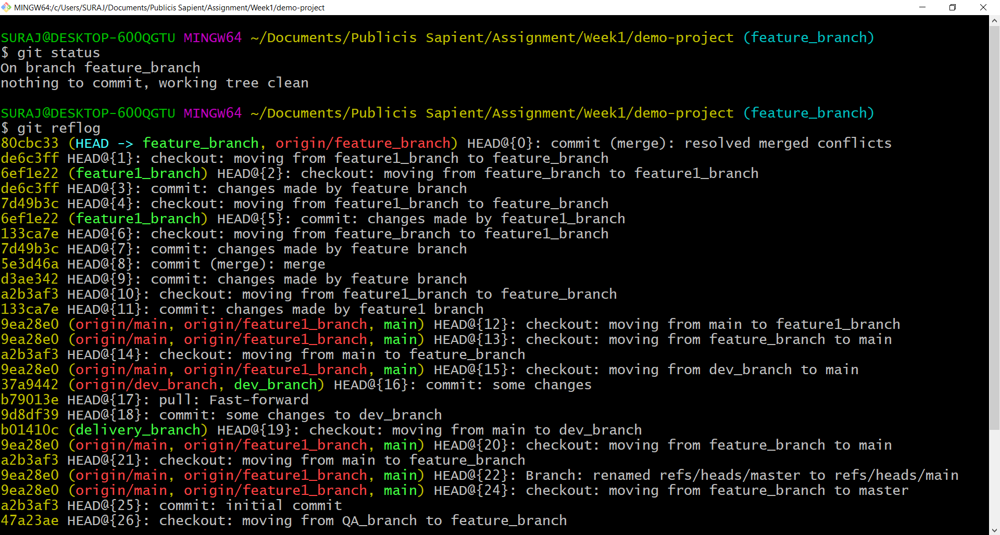 MINGW64:/c/Users/SURAJ/Documents/Publicis Sapient/Assignment/Week1/demo-project
SURAJ@DESKTOP-600QGTU MINGW64 ~/Documents/Publicis Sapient/Assignment/Week1/demo-project (feature_branch)
$ git status
On branch feature_branch
nothing to commit, working tree clean
SURAJ@DESKTOP-600QGTU MINGW64 ~/Documents/Publicis Sapient/Assignment/Week1/demo-project (feature_branch)
$ git reflog
80cbc33 (HEAD -> feature_branch, origin/feature_branch) HEAD@{0}: commit (merge): resolved merged conflicts
de6c3ff HEAD@{1}: checkout: moving from feature1_branch to feature_branch
6ef1e22 (feature1_branch) HEAD@{2}: checkout: moving from feature_branch to feature1_branch
de6c3ff HEAD@{3}: commit: changes made by feature branch
7d49b3c HEAD@{4}: checkout: moving from feature1_branch to feature_branch
6ef1e22 (feature1_branch) HEAD@{5}: commit: changes made by feature1_branch
133ca7e HEAD@{6}: checkout: moving from feature_branch to feature1_branch
7d49b3c HEAD@{7}: commit: changes made by feature branch
5e3d46a HEAD@{8}: commit (merge): merge
d3ae342 HEAD@{9}: commit: changes made by feature branch
a2b3af3 HEAD@{10}: checkout: moving from feature1_branch to feature_branch
133ca7e HEAD@{11}: commit: changes made by feature1 branch
9ea28e0 (origin/main, origin/feature1_branch, main) HEAD@{12}: checkout: moving from main to feature1_branch
9ea28e0 (origin/main, origin/feature1_branch, main) HEAD@{13}: checkout: moving from feature_branch to main
a2b3af3 HEAD@{14}: checkout: moving from main to feature_branch
9ea28e0 (origin/main, origin/feature1_branch, main) HEAD@{15}: checkout: moving from dev_branch to main
37a9442 (origin/dev_branch, dev_branch) HEAD@{16}: commit: some changes
b79013e HEAD@{17}: pull: Fast-forward
9d8df39 HEAD@{18}: commit: some changes to dev_branch
b01410c (delivery_branch) HEAD@{19}: checkout: moving from main to dev_branch
9ea28e0 (origin/main, origin/feature1_branch, main) HEAD@{20}: checkout: moving from feature_branch to main
a2b3af3 HEAD@{21}: checkout: moving from main to feature_branch
9ea28e0 (origin/main, origin/feature1_branch, main) HEAD@{22}: Branch: renamed refs/heads/master to refs/heads/main
9ea28e0 (origin/main, origin/feature1_branch, main) HEAD@{24}: checkout: moving from feature_branch to master
a2b3af3 HEAD@{25}: commit: initial commit
47a23ae HEAD@{26}: checkout: moving from QA_branch to feature_branch